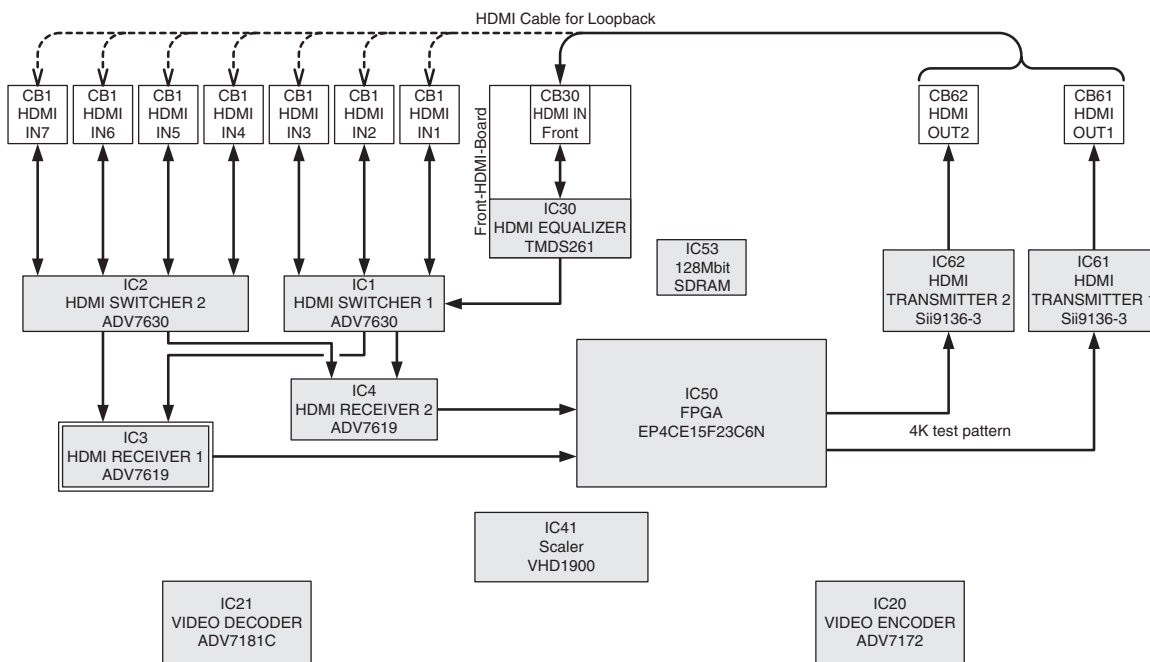 HDMI Cable for Loopback
CB1
HDMI
IN7
CB1
HDMI
IN6
CB1
HDMI
IN5
CB1
HDMI
IN4
CB1
HDMI
IN3
CB1
HDMI
IN2
CB1
HDMI
IN1
Front-HDMI-Board
CB30
HDMI IN
Front
CB62
HDMI
OUT2
CB61
HDMI
OUT1
IC30
HDMI EQUALIZER
TMDS261
IC53
128Mbit
SDRAM
IC62
HDMI
TRANSMITTER 2
Sii9136-3
IC61
HDMI
TRANSMITTER 1
Sii9136-3
IC2
HDMI SWITCHER 2
ADV7630
IC1
HDMI SWITCHER 1
ADV7630
IC4
HDMI RECEIVER 2
ADV7619
IC50
FPGA
EP4CE15F23C6N
4K test pattern
IC3
HDMI RECEIVER 1
ADV7619
IC41
Scaler
VHD1900
IC21
VIDEO DECODER
ADV7181C
IC20
VIDEO ENCODER
ADV7172